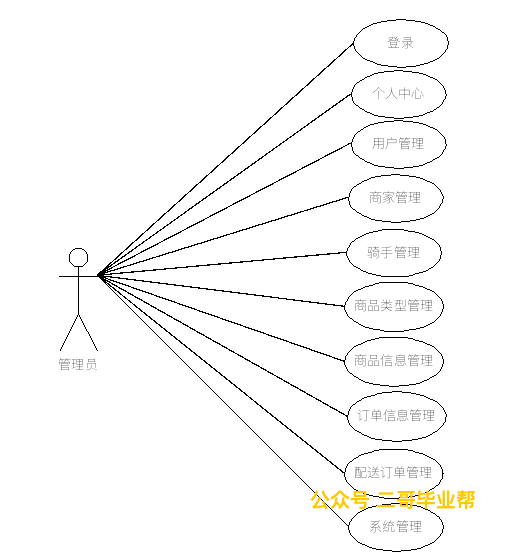 登录
个人中心
用户管理
商家管理
骑手管理
商品类型管理
管理员
商品信息管理
订单信息管理
配送订单管理
公众号 二哥毕业帮
系统管理